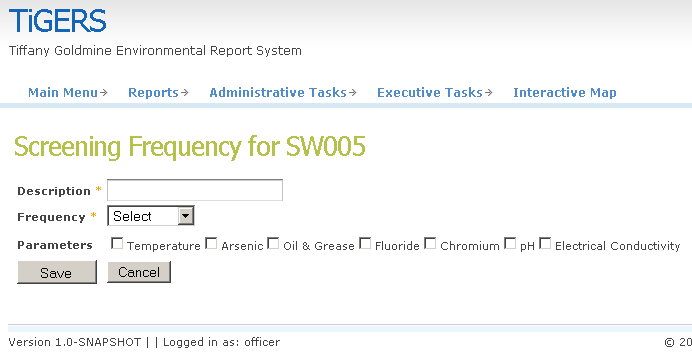 TiGERS
Tiffany Goldmine Environmental Report System
Main Menu Reports Administrative Tasks Executive Tasks Interactive Map
Screening Frequency for SW005
Description *
Frequency * Select
Parameters Temperature Arsenic Oil & Grease Fluoride Chromium pH Electrical Conductivity
Save Cancel
Version 1.0-SNAPSHOT | | Logged in as: officer © 20